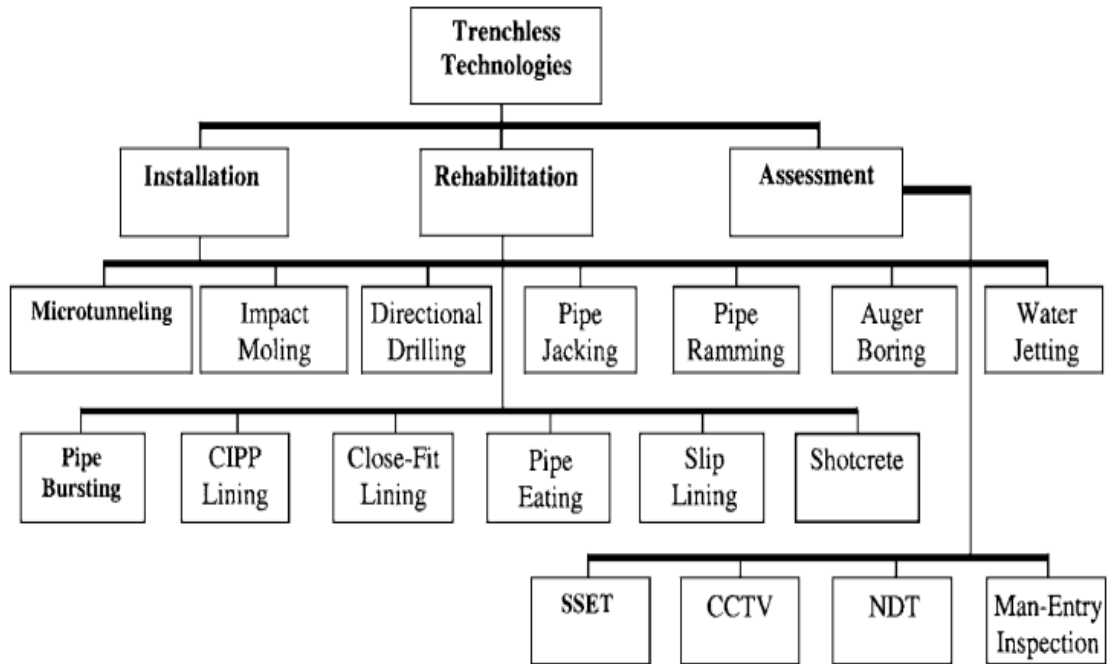 Trenchless
Technologies
Installation
Rehabilitation
Assessment
Microtunneling
Impact
Moling
Directional
Drilling
Pipe
Jacking
Pipe
Ramming
Auger
Boring
Water
Jetting
Pipe
Bursting
CIPP
Lining
Close-Fit
Lining
Pipe
Eating
Slip
Lining
Shotcrete
SSET
CCTV
NDT
Man-Entry
Inspection